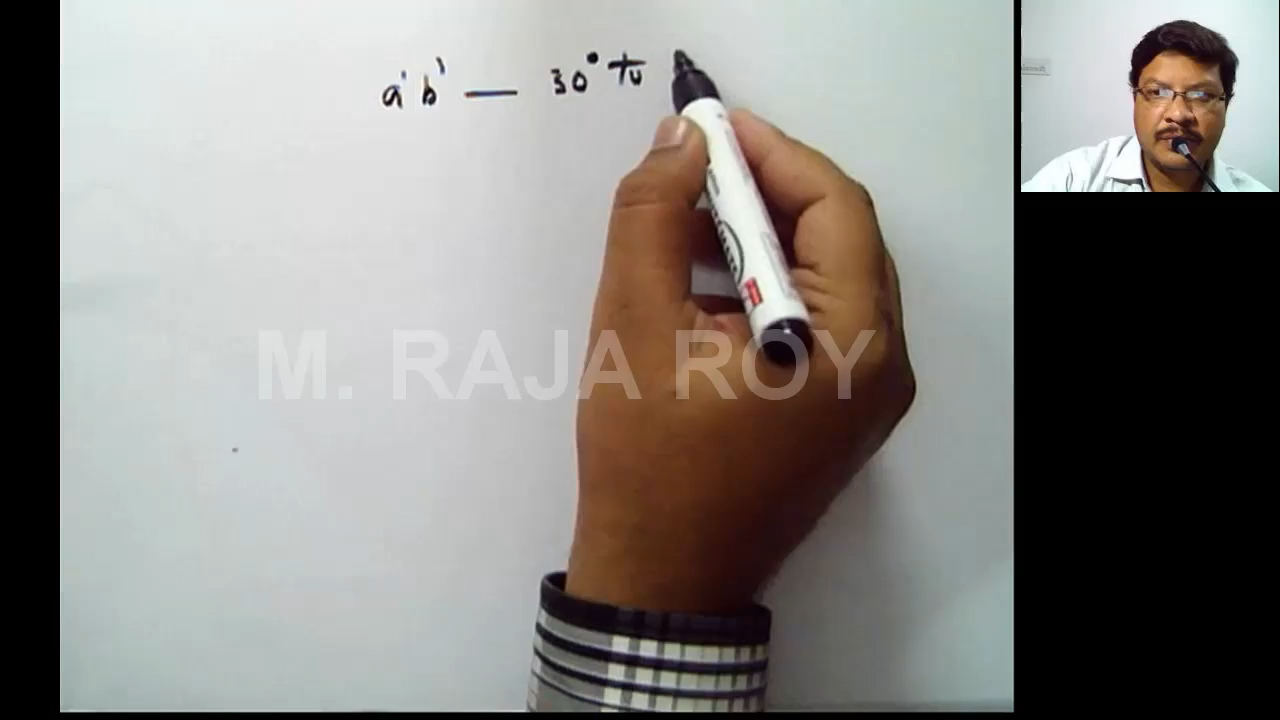 a' b' — 30° to
M. RAJA ROY